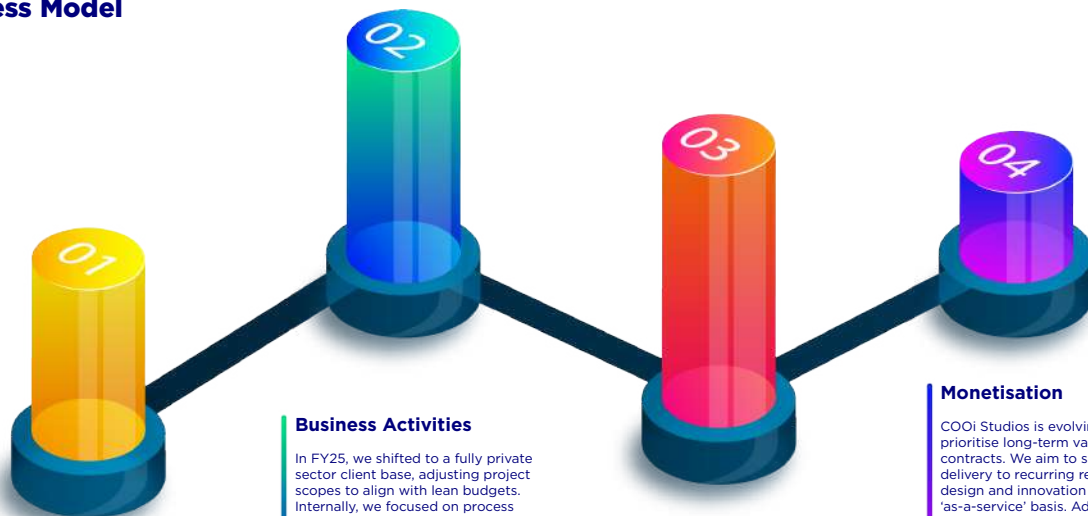 ess Model
01
02
03
04
Business Activities
In FY25, we shifted to a fully private
sector client base, adjusting project
scopes to align with lean budgets.
Internally, we focused on process
Monetisation
COOi Studios is evolvin
prioritise long-term va
contracts. We aim to s
delivery to recurring re
design and innovation
'as-a-service' basis. Ad